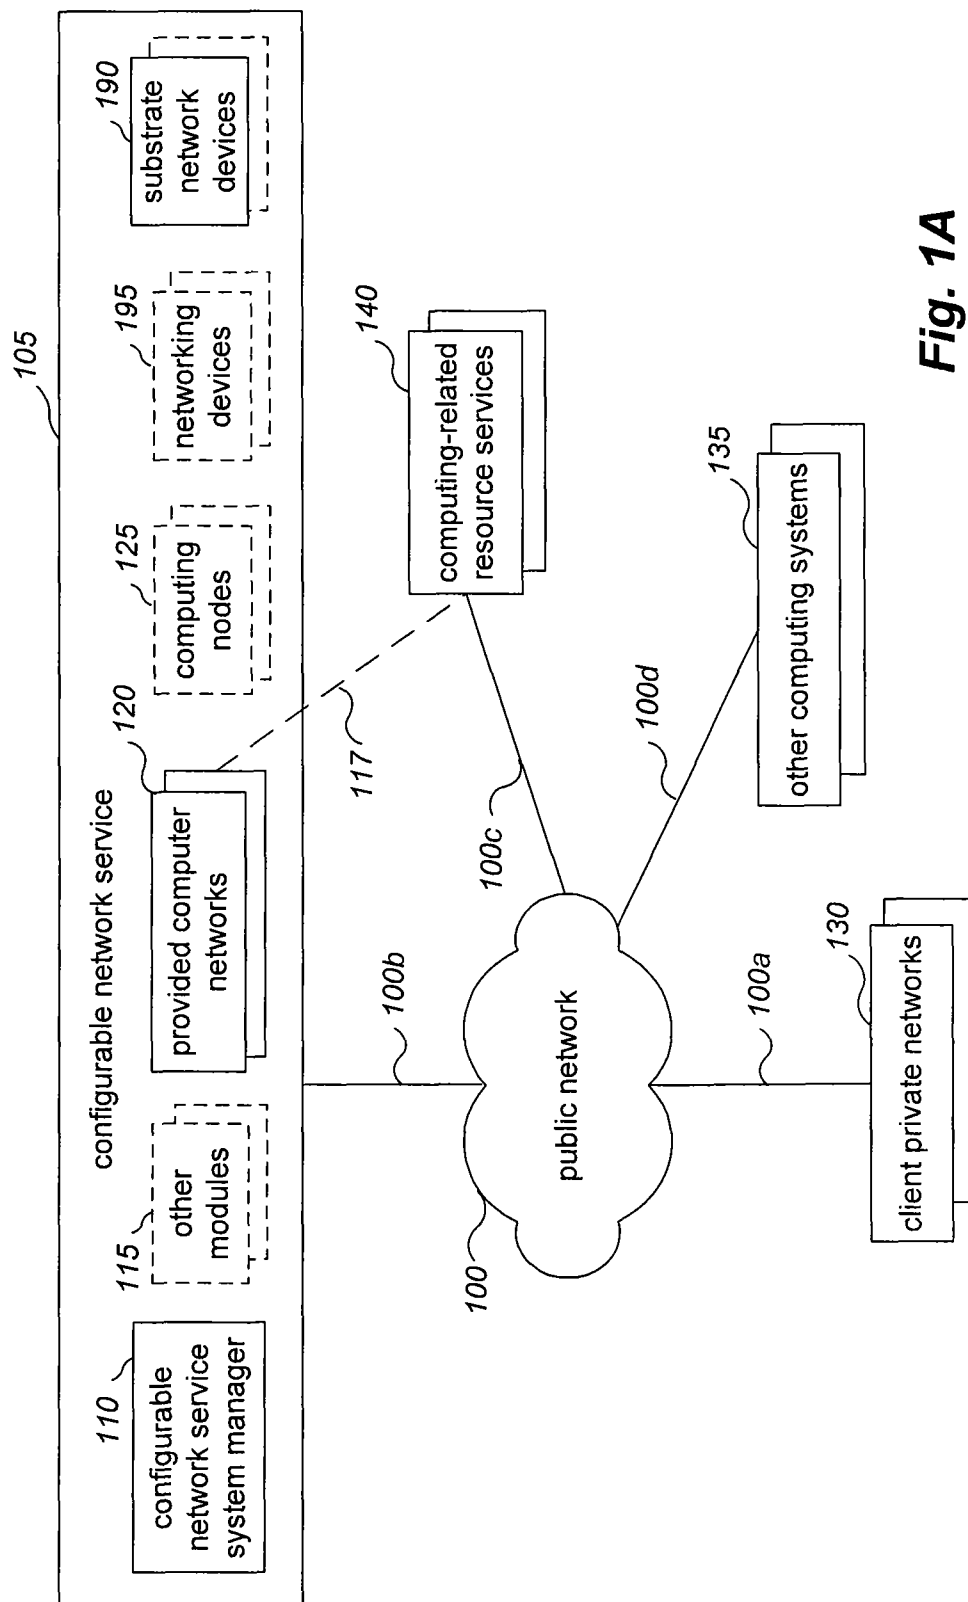 105
configurable network service
110
configurable
network service
system manager
115
other
modules
120
provided computer
networks
125
computing
nodes
195
networking
devices
190
substrate
network
devices
117
100b
100c
140
computing-related
resource services
100
public network
100d
135
other computing systems
100a
130
client private networks
Fig. 1A